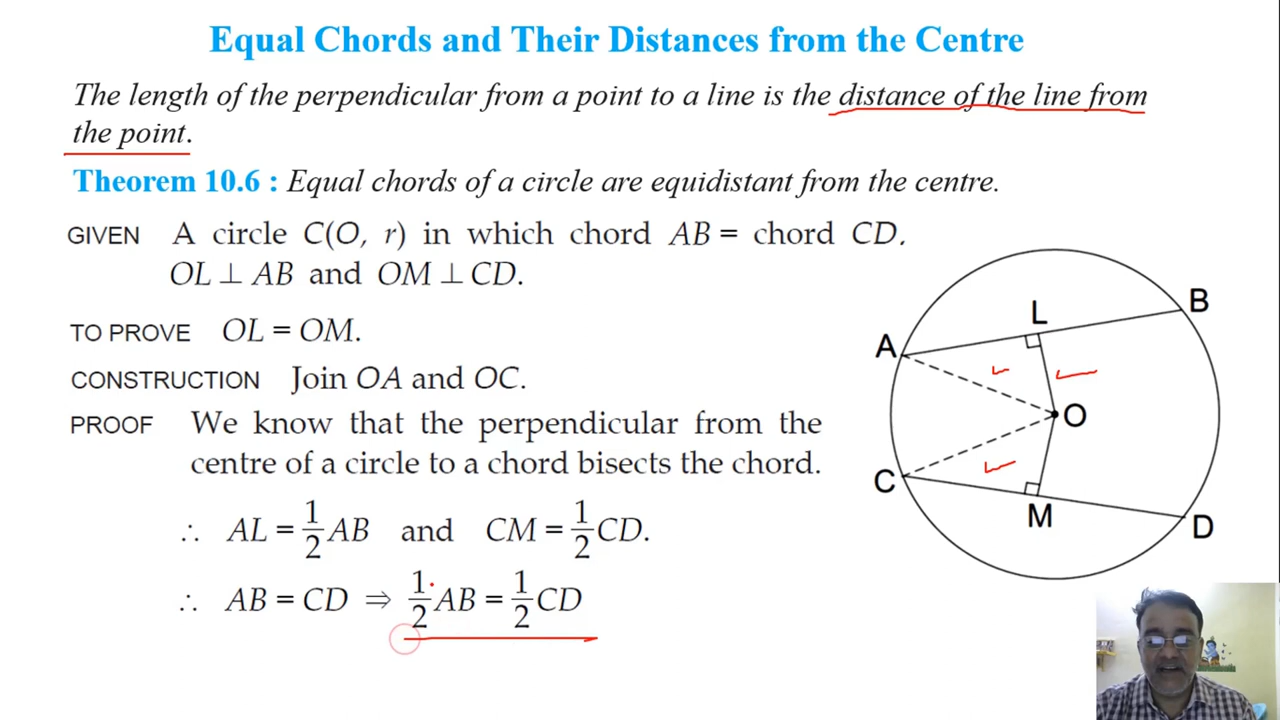 Equal Chords and Their Distances from the Centre
The length of the perpendicular from a point to a line is the distance of the line from
the point.
Theorem 10.6 : Equal chords of a circle are equidistant from the centre.
GIVEN A circle C(O, r) in which chord AB = chord CD.
OL ⊥ AB and OM ⊥ CD.
TO PROVE OL = OM.
CONSTRUCTION Join OA and OC.
PROOF We know that the perpendicular from the
centre of a circle to a chord bisects the chord.
∴ AL = 1/2 AB and CM = 1/2 CD.
∴ AB = CD ⇒ 1/2 AB = 1/2 CD
B
L
A
O
C
M
D